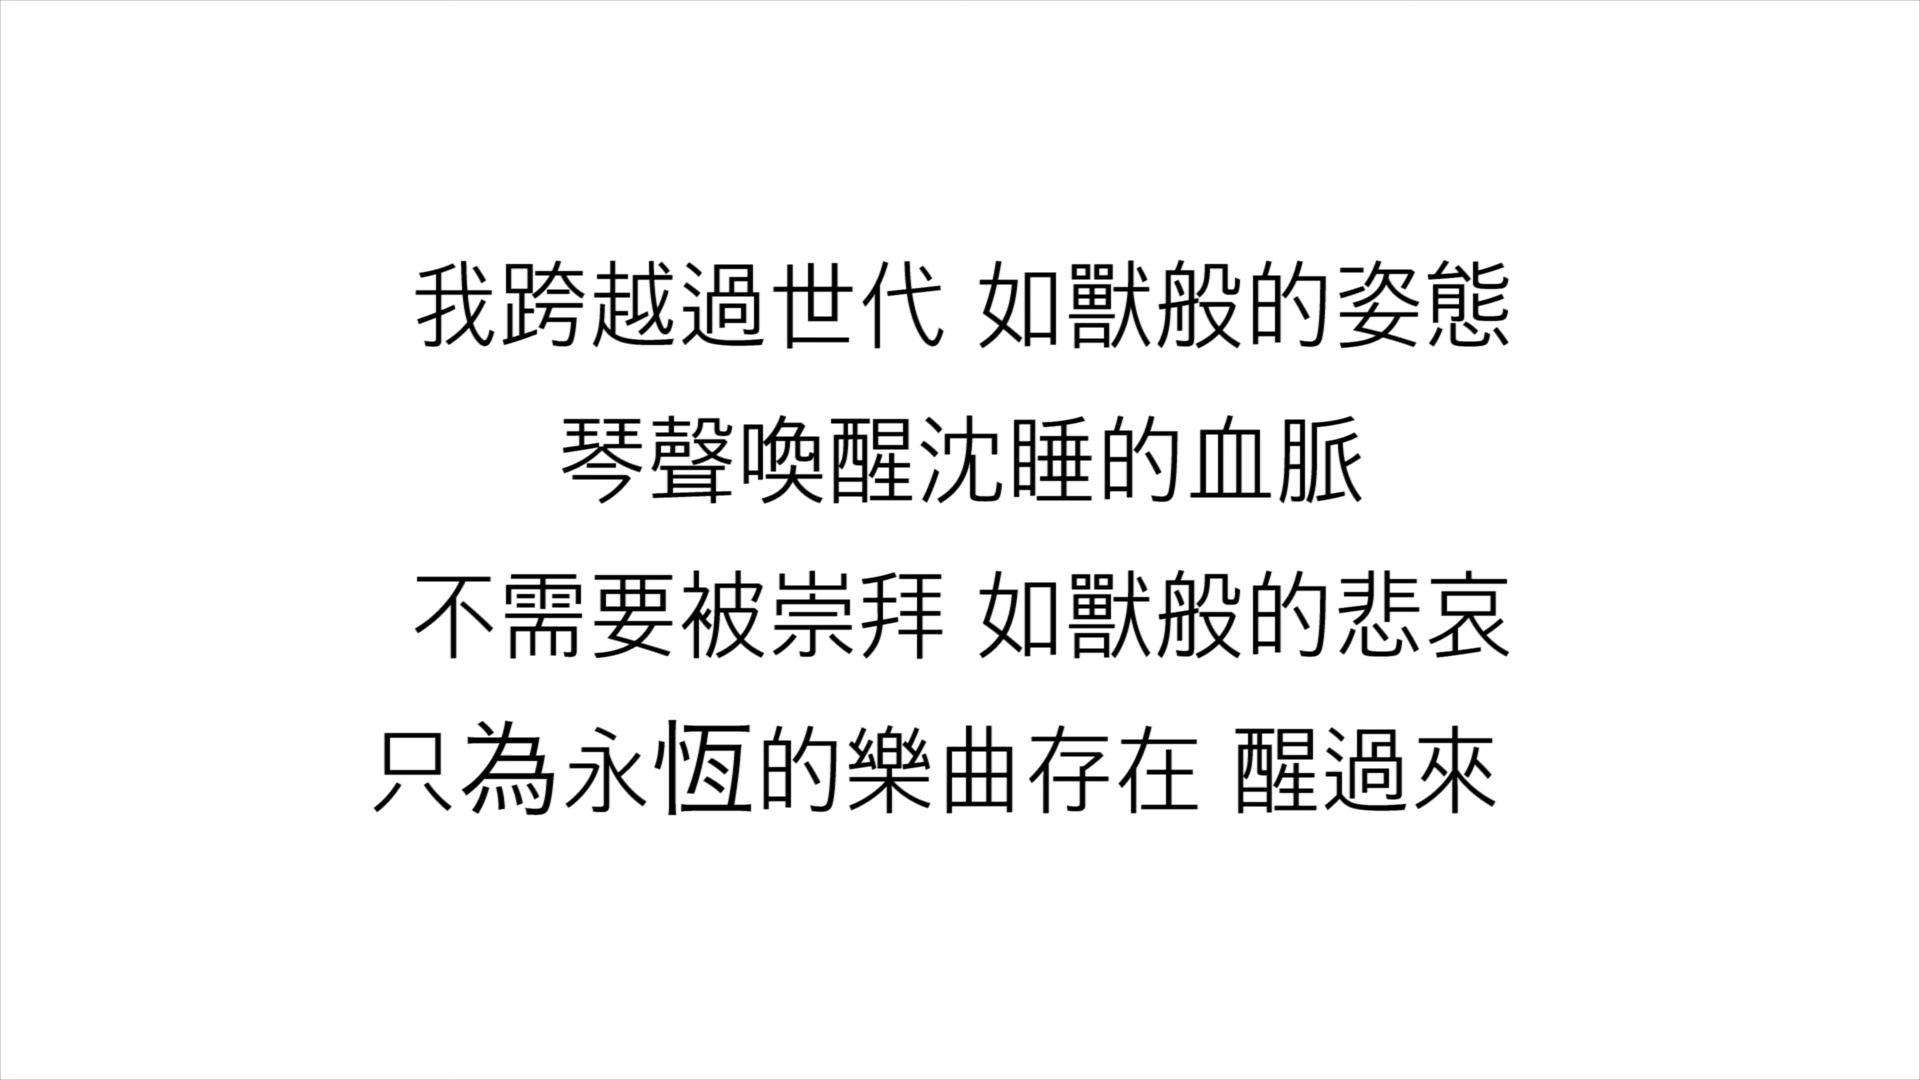 我跨越過世代 如獸般的姿態
琴聲喚醒沈睡的血脈
不需要被崇拜 如獸般的悲哀
只為永恆的樂曲存在 醒過來